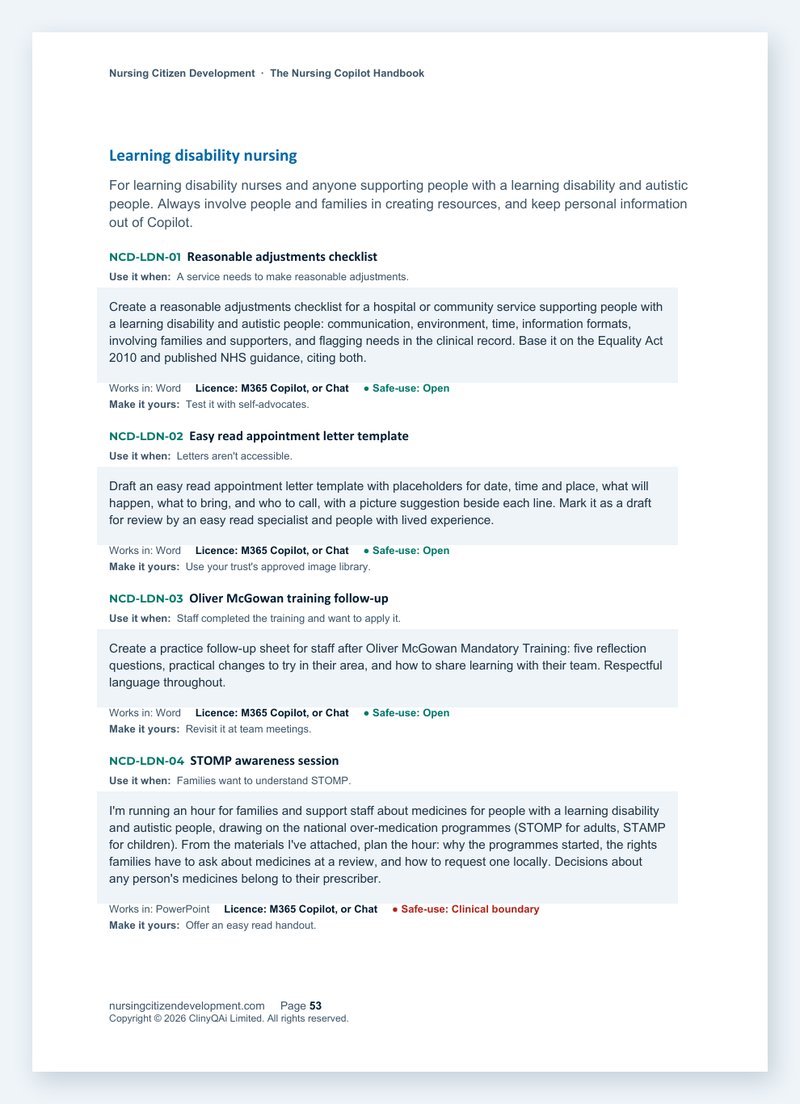 Nursing Citizen Development · The Nursing Copilot Handbook
Learning disability nursing
For learning disability nurses and anyone supporting people with a learning disability and autistic
people. Always involve people and families in creating resources, and keep personal information
out of Copilot.
NCD-LDN-01 Reasonable adjustments checklist
Use it when: A service needs to make reasonable adjustments.
Create a reasonable adjustments checklist for a hospital or community service supporting people with
a learning disability and autistic people: communication, environment, time, information formats,
involving families and supporters, and flagging needs in the clinical record. Base it on the Equality Act
2010 and published NHS guidance, citing both.
Works in: Word Licence: M365 Copilot, or Chat ● Safe-use: Open
Make it yours: Test it with self-advocates.
NCD-LDN-02 Easy read appointment letter template
Use it when: Letters aren't accessible.
Draft an easy read appointment letter template with placeholders for date, time and place, what will
happen, what to bring, and who to call, with a picture suggestion beside each line. Mark it as a draft
for review by an easy read specialist and people with lived experience.
Works in: Word Licence: M365 Copilot, or Chat ● Safe-use: Open
Make it yours: Use your trust's approved image library.
NCD-LDN-03 Oliver McGowan training follow-up
Use it when: Staff completed the training and want to apply it.
Create a practice follow-up sheet for staff after Oliver McGowan Mandatory Training: five reflection
questions, practical changes to try in their area, and how to share learning with their team. Respectful
language throughout.
Works in: Word Licence: M365 Copilot, or Chat ● Safe-use: Open
Make it yours: Revisit it at team meetings.
NCD-LDN-04 STOMP awareness session
Use it when: Families want to understand STOMP.
I'm running an hour for families and support staff about medicines for people with a learning disability
and autistic people, drawing on the national over-medication programmes (STOMP for adults, STAMP
for children). From the materials I've attached, plan the hour: why the programmes started, the rights
families have to ask about medicines at a review, and how to request one locally. Decisions about
any person's medicines belong to their prescriber.
Works in: PowerPoint Licence: M365 Copilot, or Chat ● Safe-use: Clinical boundary
Make it yours: Offer an easy read handout.
nursingcitizendevelopment.com Page 53
Copyright © 2026 ClinyQAi Limited. All rights reserved.